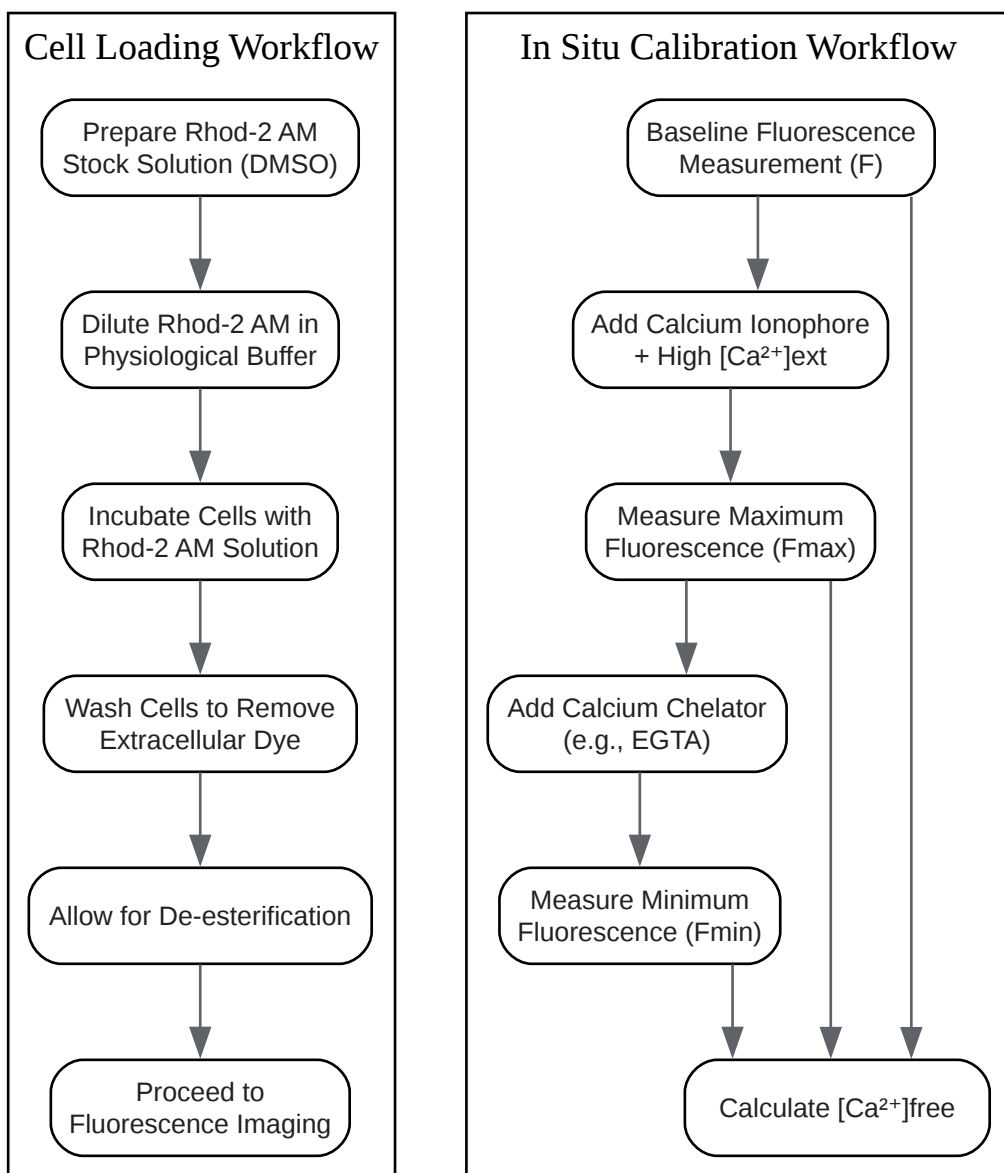 Cell Loading Workflow
Prepare Rhod-2 AM
Stock Solution (DMSO)
Dilute Rhod-2 AM in
Physiological Buffer
Incubate Cells with
Rhod-2 AM Solution
Wash Cells to Remove
Extracellular Dye
Allow for De-esterification
Proceed to
Fluorescence Imaging
In Situ Calibration Workflow
Baseline Fluorescence
Measurement (F)
Add Calcium Ionophore
+ High [Ca²⁺]ext
Measure Maximum
Fluorescence (Fmax)
Add Calcium Chelator
(e.g., EGTA)
Measure Minimum
Fluorescence (Fmin)
Calculate [Ca²⁺]free